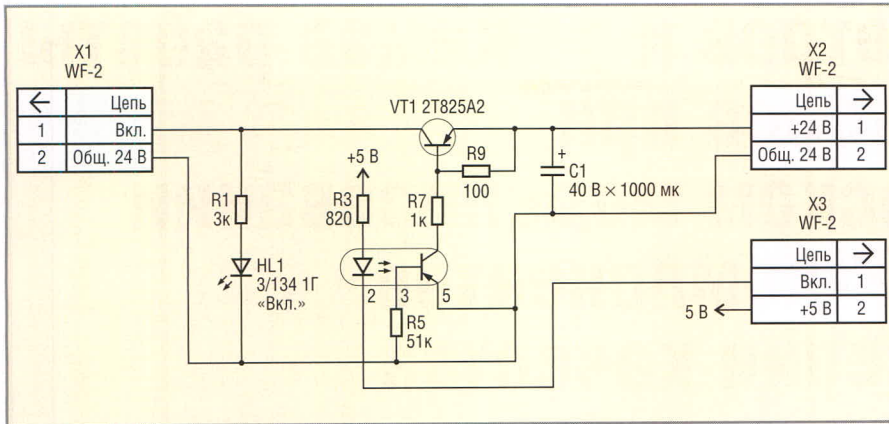 X1
WF-2
← Цепь
1 Вкл.
2 Общ. 24 В
VT1 2Т825А2
+5 В
R1
3к
R3
820
R7
1к
R9
100
+
C1
40 В × 1000 мк
HL1
3/134 1Г
«Вкл.»
2
3
5
R5
51к
X2
WF-2
Цепь →
+24 В 1
Общ. 24 В 2
X3
WF-2
Цепь →
Вкл. 1
+5 В 2
5 В